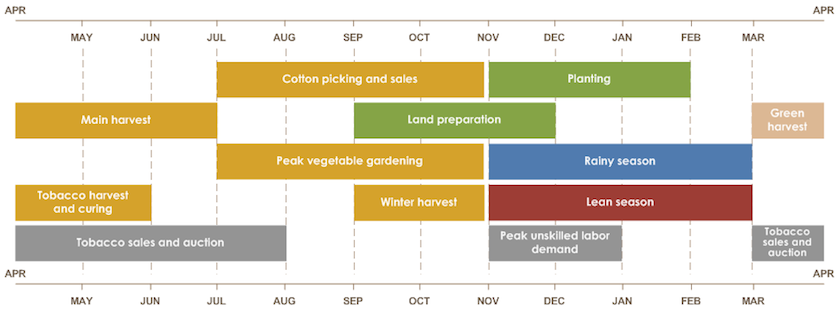 APR APR
MAY JUN JUL AUG SEP OCT NOV DEC JAN FEB MAR
Cotton picking and sales Planting
Main harvest Land preparation Green
harvest
Peak vegetable gardening Rainy season
Tobacco harvest
and curing Winter harvest Lean season
Tobacco sales and auction Peak unskilled labor
demand Tobacco
sales and
auction
APR APR
MAY JUN JUL AUG SEP OCT NOV DEC JAN FEB MAR